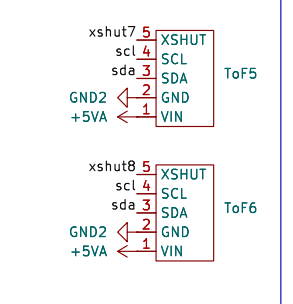 xshut7 5 XSHUT
scl 4 SCL
sda 3 SDA ToF5
GND2 2 GND
+5VA 1 VIN
xshut8 5 XSHUT
scl 4 SCL
sda 3 SDA ToF6
GND2 2 GND
+5VA 1 VIN